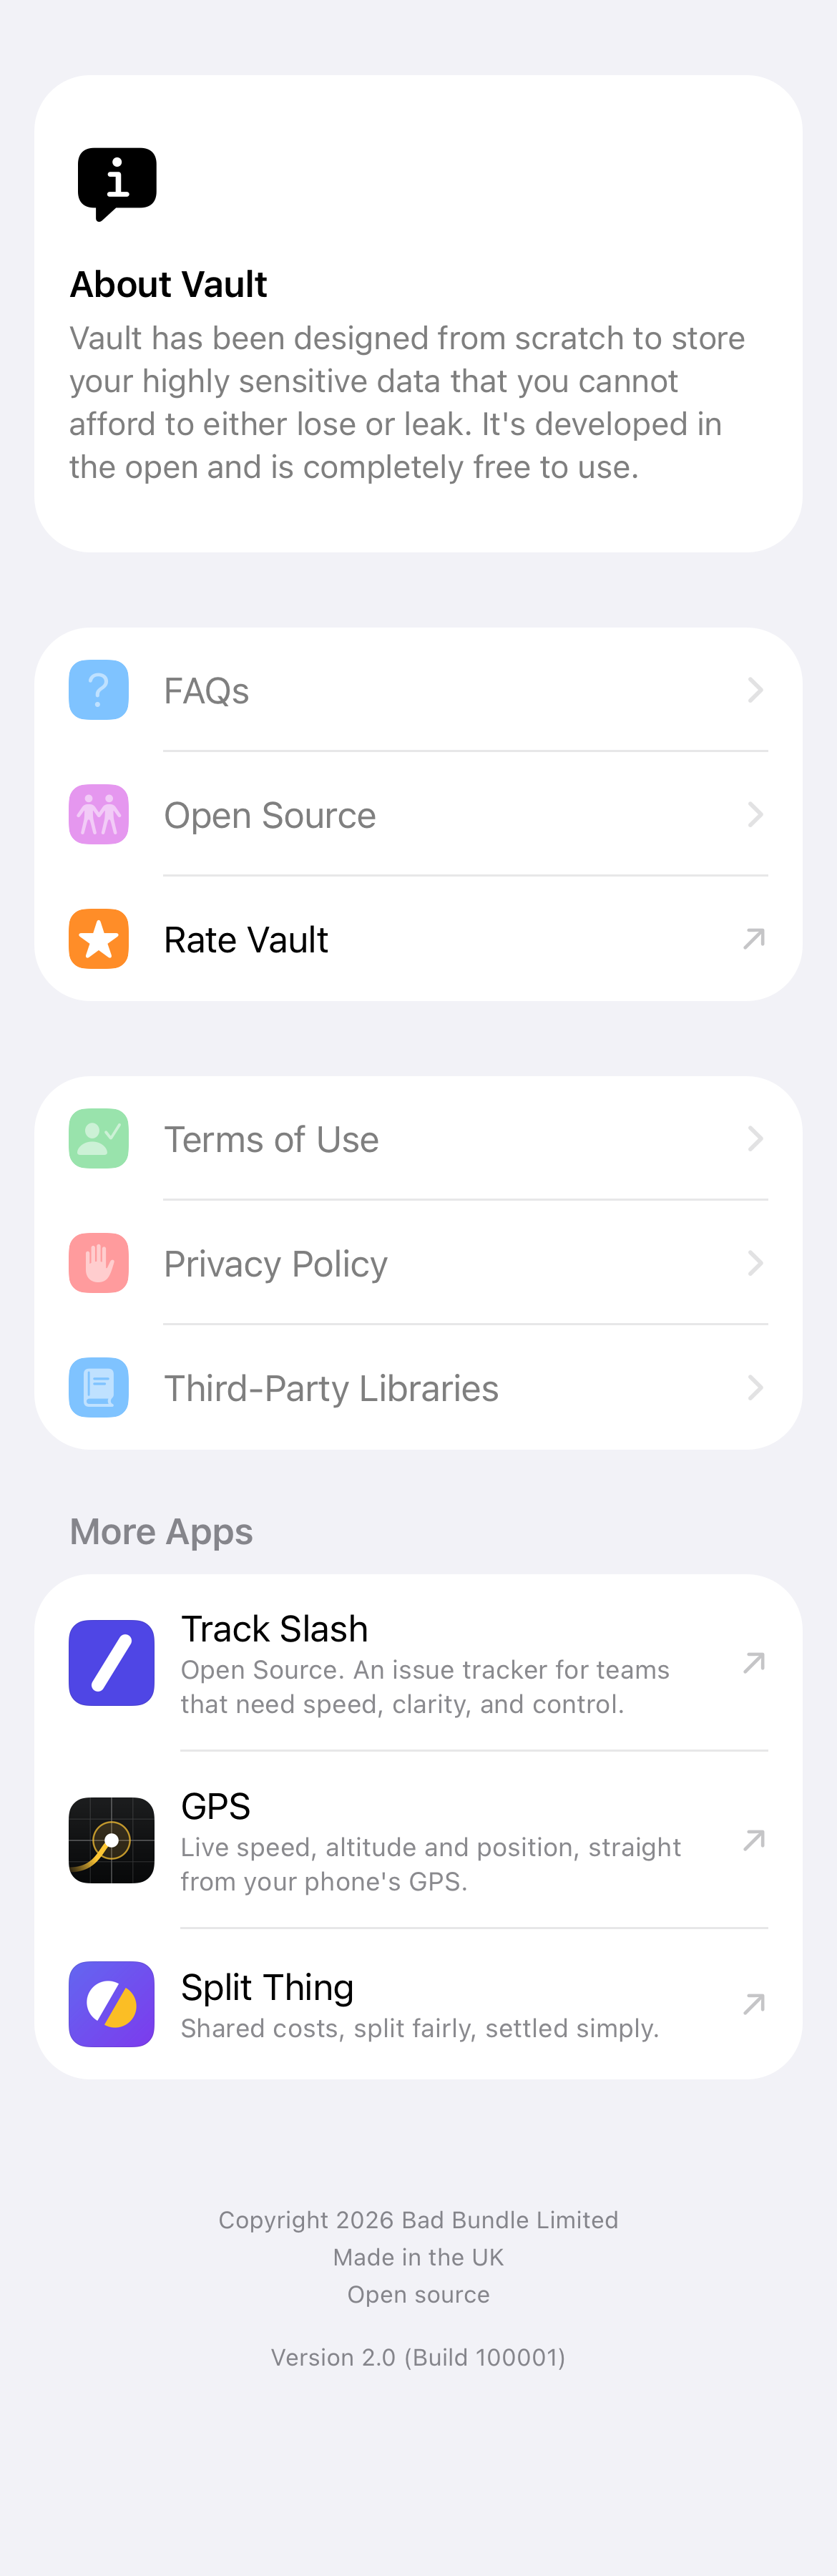 About Vault
Vault has been designed from scratch to store
your highly sensitive data that you cannot
afford to either lose or leak. It's developed in
the open and is completely free to use.
FAQs
Open Source
Rate Vault
Terms of Use
Privacy Policy
Third-Party Libraries
More Apps
Track Slash
Open Source. An issue tracker for teams
that need speed, clarity, and control.
GPS
Live speed, altitude and position, straight
from your phone's GPS.
Split Thing
Shared costs, split fairly, settled simply.
Copyright 2026 Bad Bundle Limited
Made in the UK
Open source
Version 2.0 (Build 100001)